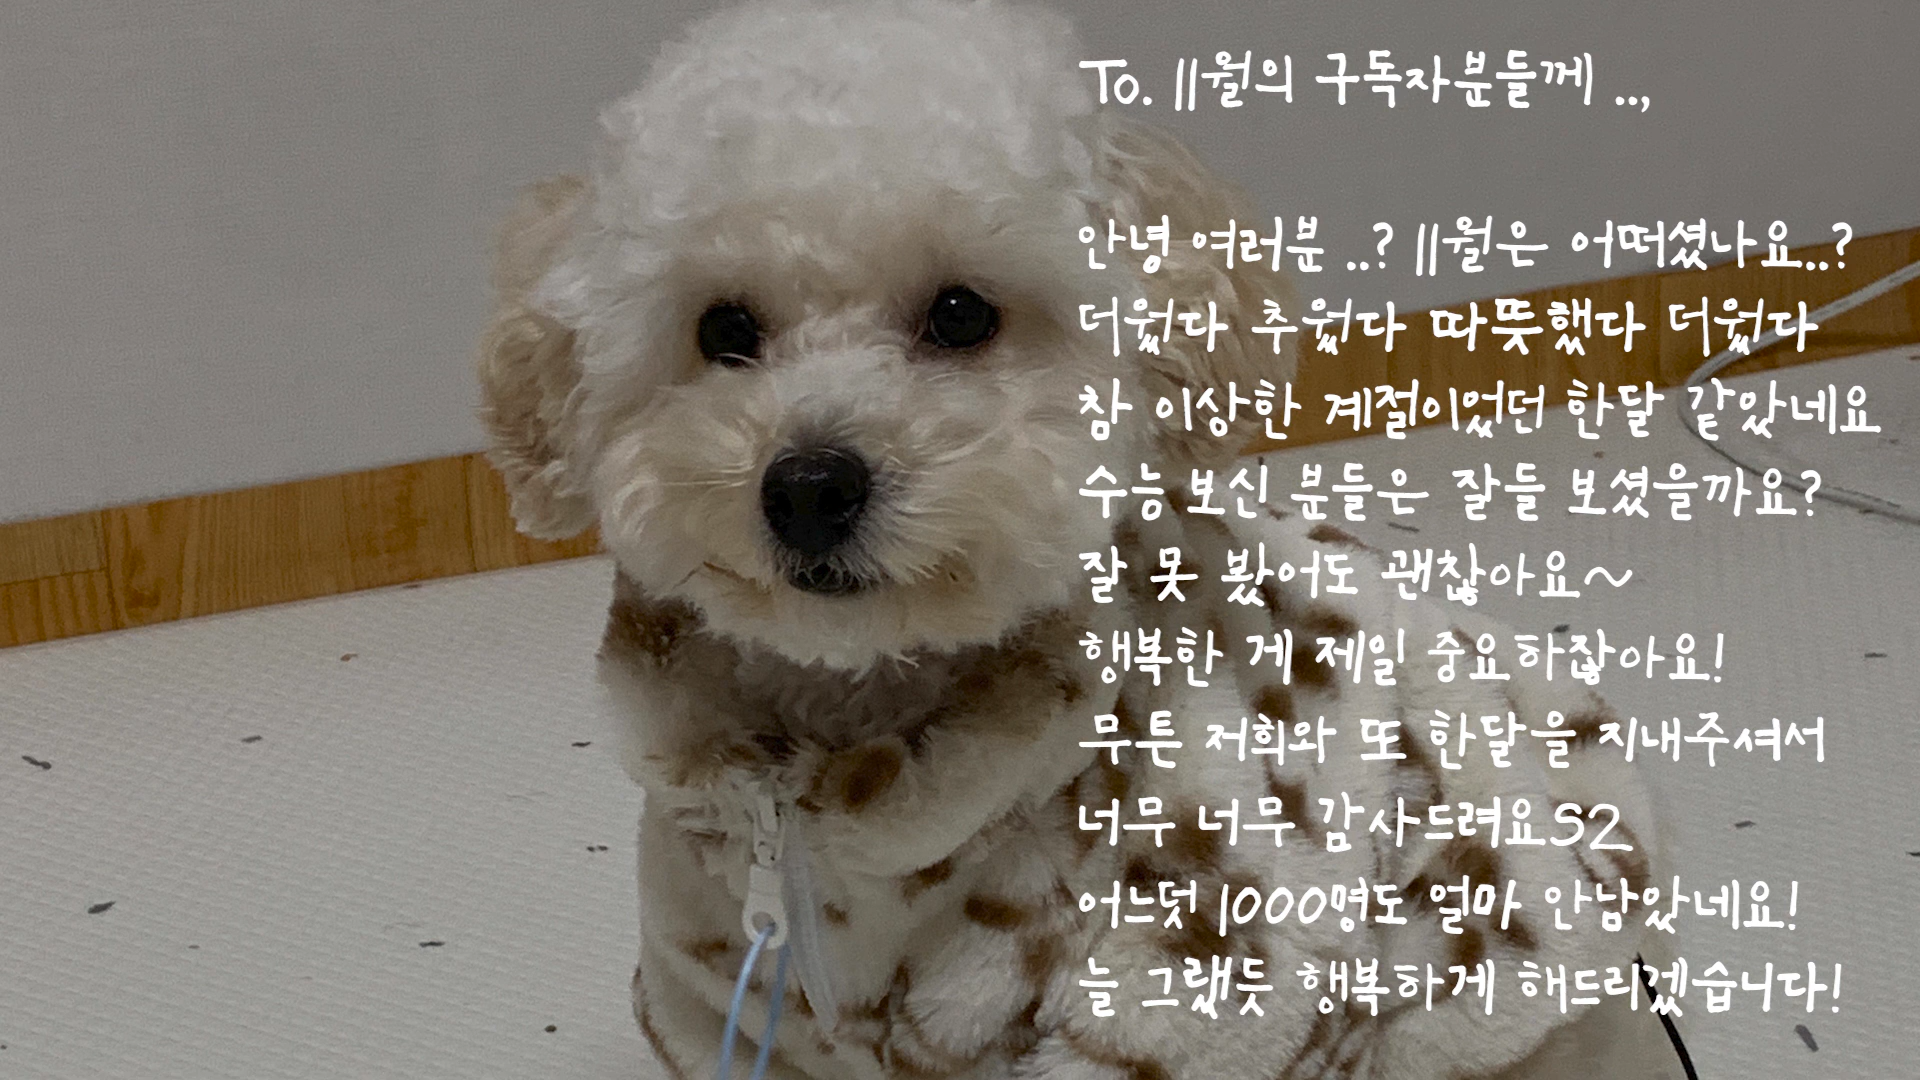 To. 11월의 구독자분들께 ..,
안녕 여러분 ..? 11월은 어떠셨나요..?
더웠다 추웠다 따뜻했다 더웠다
참 이상한 계절이었던 한달 같았네요
수능 보신 분들은 잘들 보셨을까요?
잘 못 봤어도 괜찮아요~
행복한 게 제일 중요하잖아요!
무튼 저희와 또 한달을 지내주셔서
너무 너무 감사드려요S2
어느덧 1000명도 얼마 안남았네요!
늘 그랬듯 행복하게 해드리겠습니다!